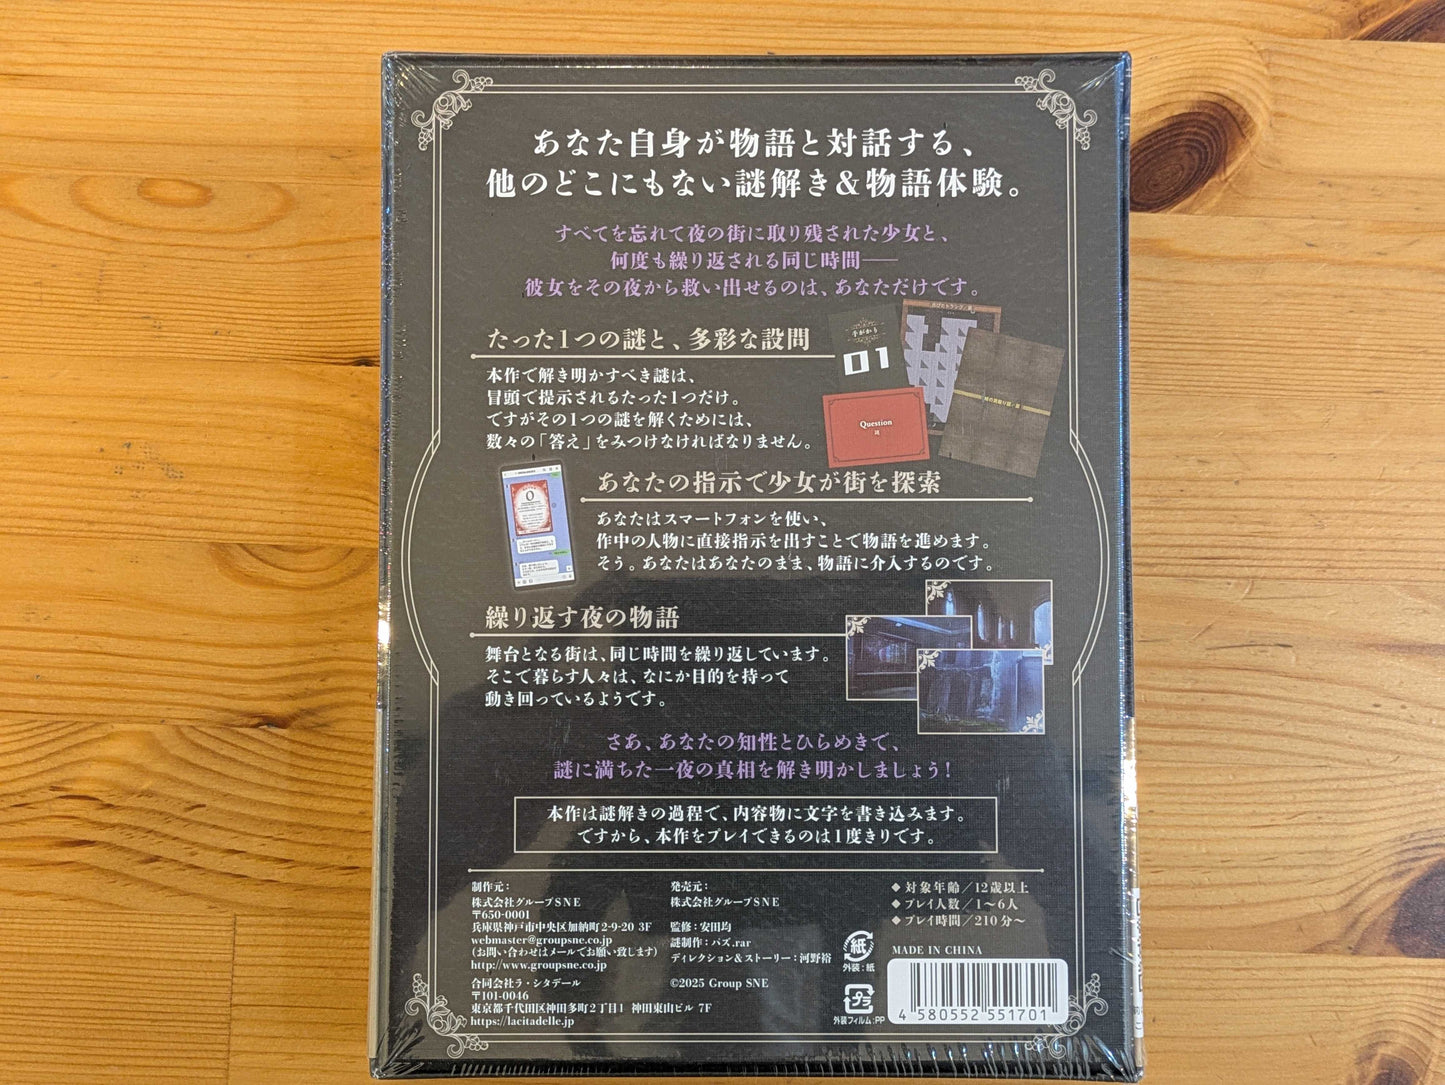 あなた自身が物語と対話する、
他のどこにもない謎解き&物語体験。
すべてを忘れて夜の街に取り残された少女と、
何度も繰り返される同じ時間――
彼女をその夜から救い出せるのは、あなただけです。
たった1つの謎と、多彩な設問
本作で解き明かすべき謎は、
冒頭で提示されるたった1つだけ。
ですがその1つの謎を解くためには、
数々の「答え」をみつけなければなりません。
手がかり
01
Question
あなたの指示で少女が街を探索
あなたはスマートフォンを使い、
作中の人物に直接指示を出すことで物語を進めます。
そう。あなたはあなたのまま、物語に介入するのです。
繰り返す夜の物語
舞台となる街は、同じ時間を繰り返しています。
そこで暮らす人々は、なにか目的を持って
動き回っているようです。
さあ、あなたの知性とひらめきで、
謎に満ちた一夜の真相を解き明かしましょう!
本作は謎解きの過程で、内容物に文字を書き込みます。
ですから、本作をプレイできるのは1度きりです。
制作元:
株式会社グループSNE
〒650-0001
兵庫県神戸市中央区加納町2-9-20 3F
webmaster@groupsne.co.jp
(お問い合わせはメールでお願い致します)
http://www.groupsne.co.jp
合同会社ラ・シタデール
〒101-0046
東京都千代田区神田多町2丁目1 神田東山ビル 7F
https://lacitadelle.jp
発売元:
株式会社グループSNE
監修:安田均
謎制作:パズ.rar
ディレクション&ストーリー:河野裕
©2025 Group SNE
◆対象年齢/12歳以上
◆プレイ人数/1~6人
◆プレイ時間/210分~
紙
外装:紙
プラ
外装フィルム:PP
MADE IN CHINA
4 580552 551701